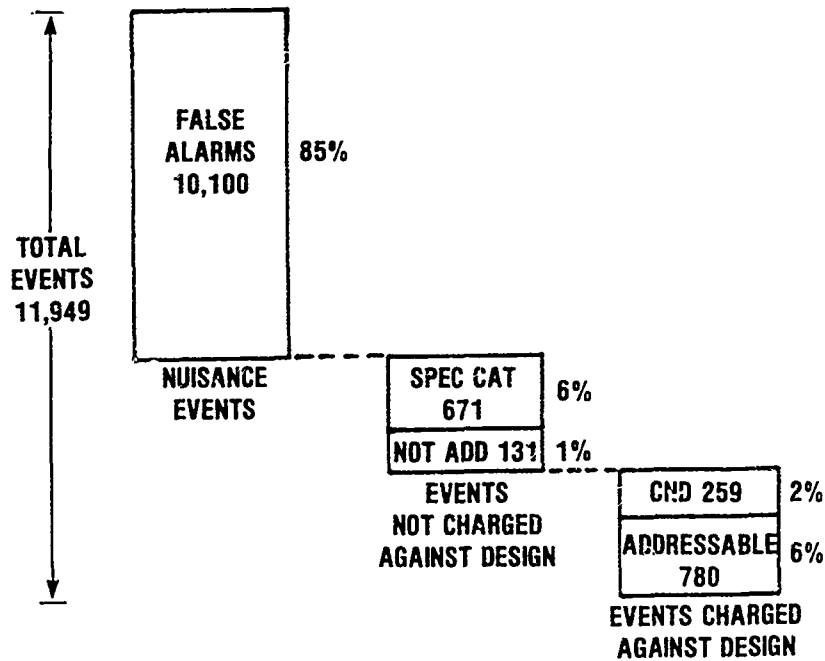 TOTAL
EVENTS
11,949
FALSE
ALARMS
10,100
85%
NUISANCE
EVENTS
SPEC CAT
671
6%
NOT ADD 131
1%
EVENTS
NOT CHARGED
AGAINST DESIGN
CND 259
2%
ADDRESSABLE
780
6%
EVENTS CHARGED
AGAINST DESIGN